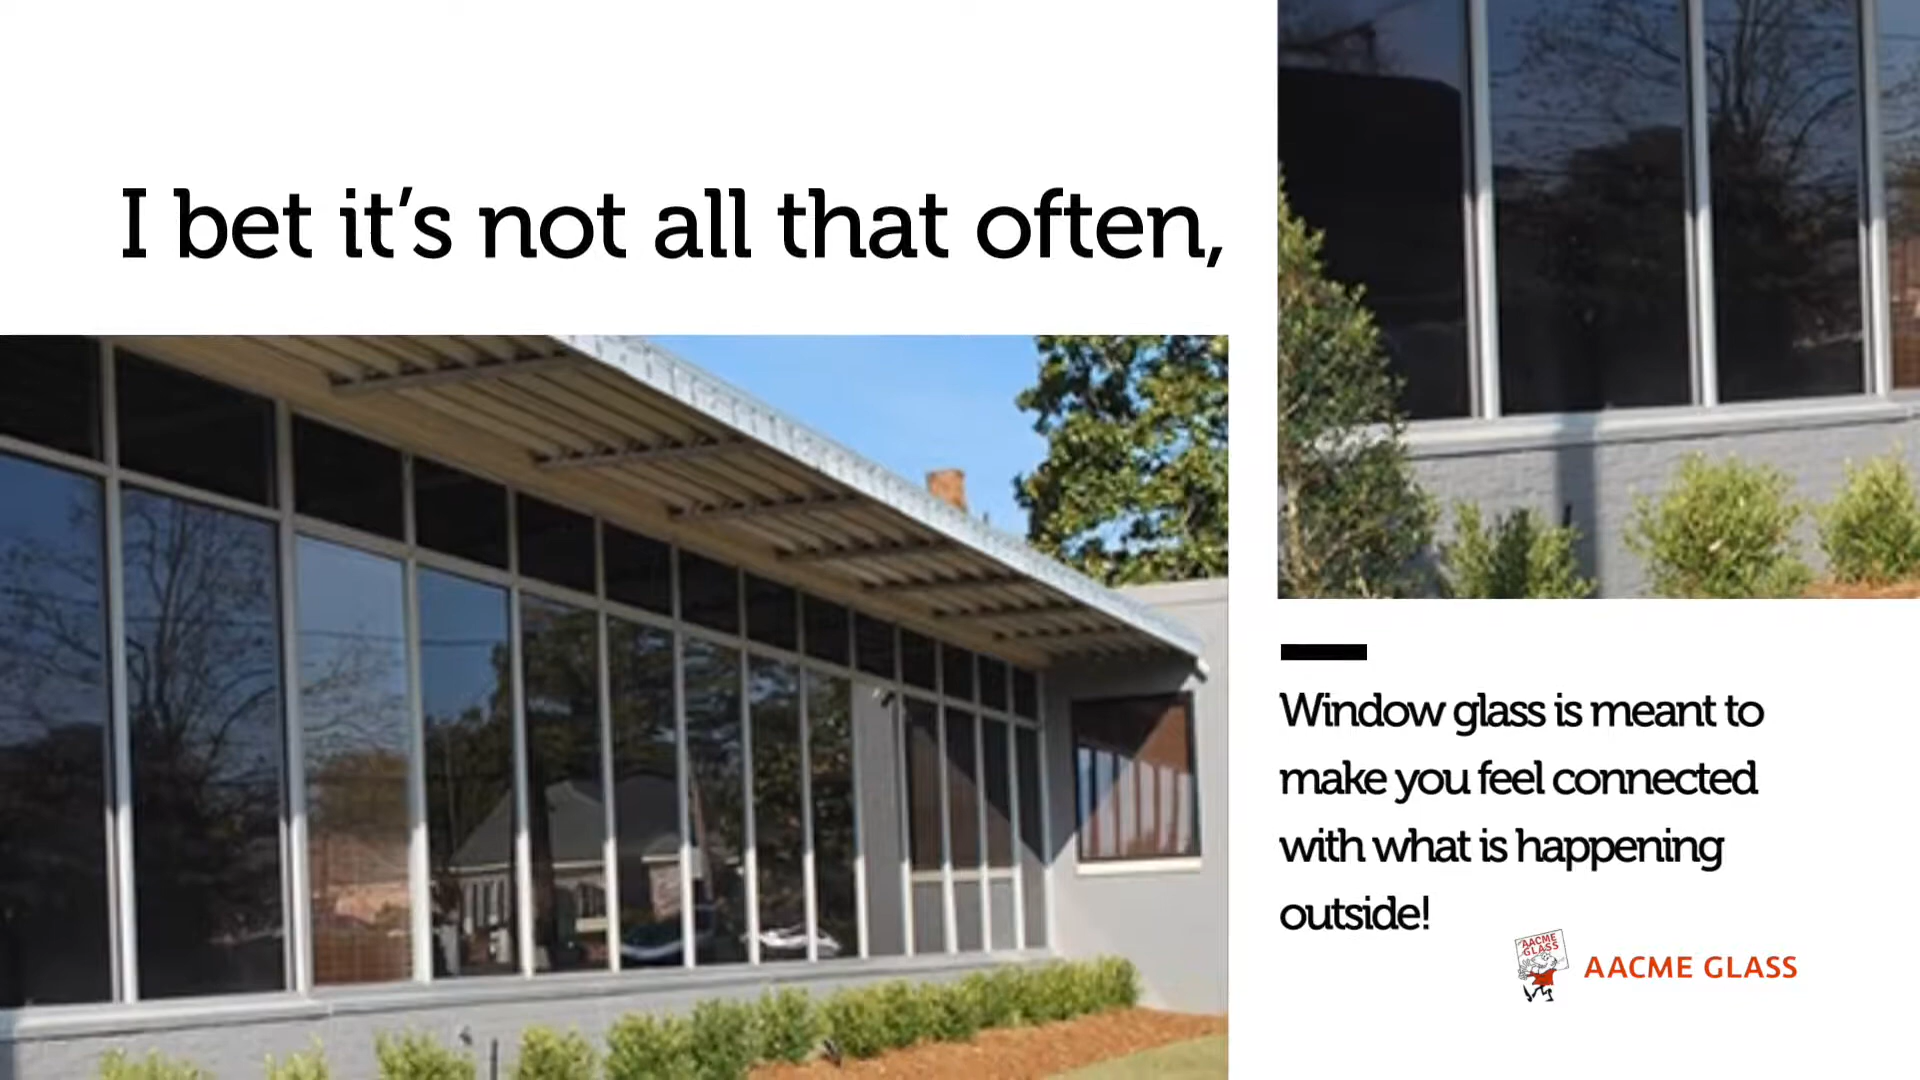 I bet it’s not all that often,
Window glass is meant to
make you feel connected
with what is happening
outside!
AACME
GLASS
AACME GLASS